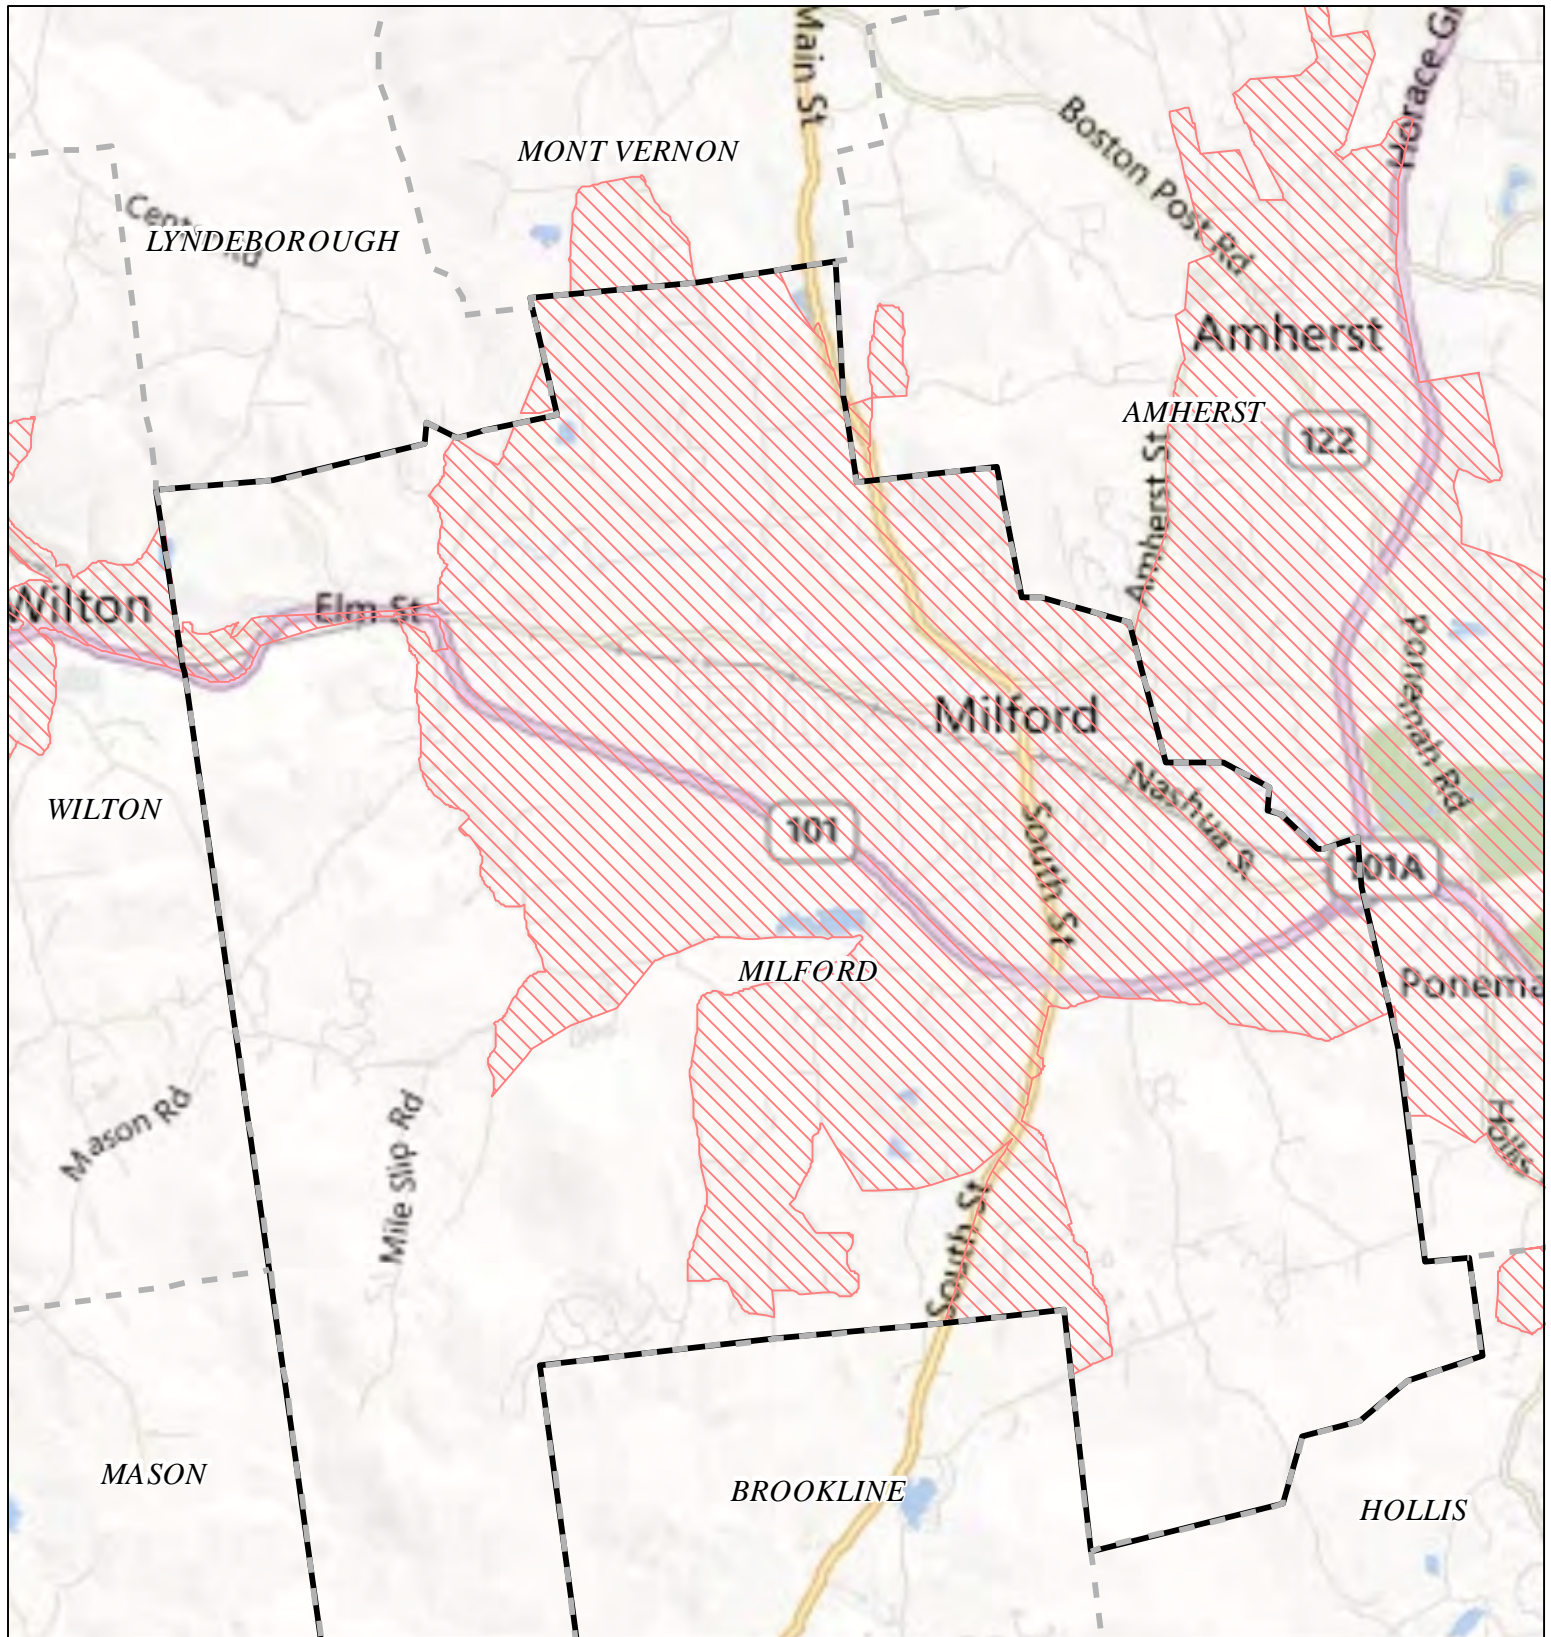 Main St
Horace Gr
MONT VERNON
Boston Post Rd
LYNDEBOROUGH
Amherst
AMHERST
122
Amherst St
Wilton
Elm St
Ponemah Rd
Milford
Nashua
WILTON
101
South St
101A
MILFORD
Ponema
Mason Rd
Mile Slip Rd
Hollis
South St
MASON
BROOKLINE
HOLLIS